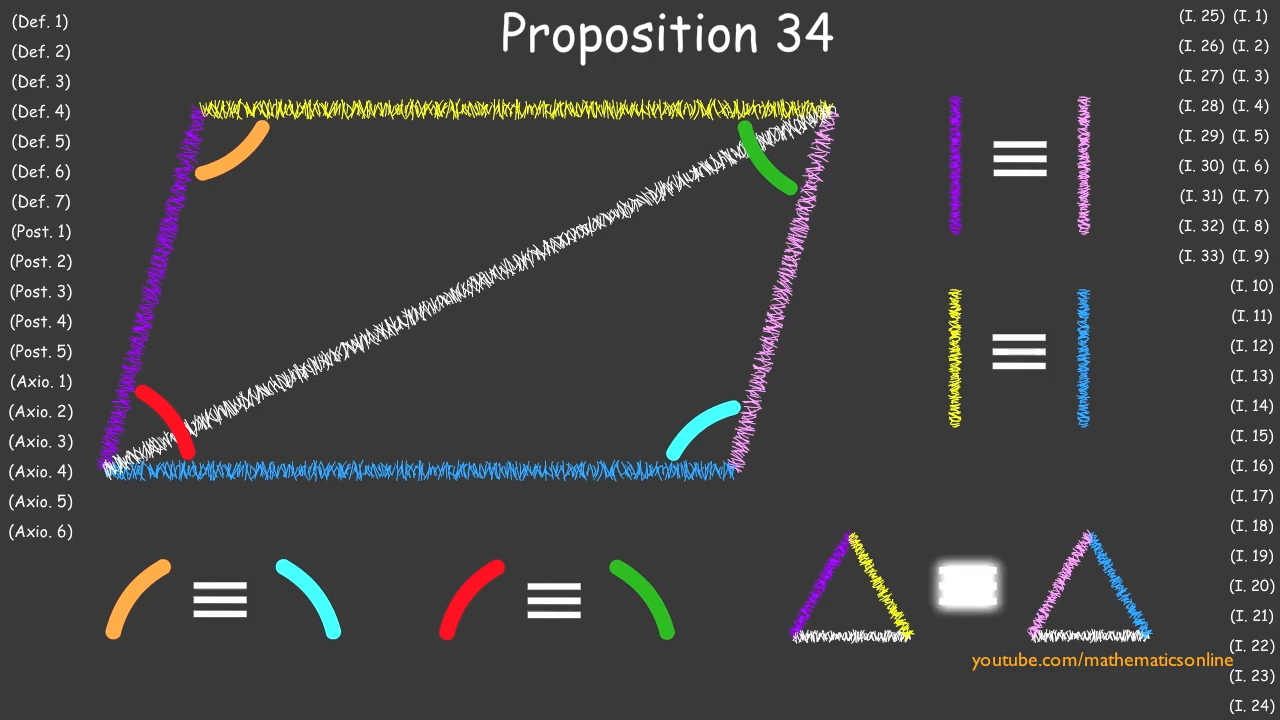 Proposition 34
(Def. 1)
(Def. 2)
(Def. 3)
(Def. 4)
(Def. 5)
(Def. 6)
(Def. 7)
(Post. 1)
(Post. 2)
(Post. 3)
(Post. 4)
(Post. 5)
(Axio. 1)
(Axio. 2)
(Axio. 3)
(Axio. 4)
(Axio. 5)
(Axio. 6)
(I. 25) (I. 1)
(I. 26) (I. 2)
(I. 27) (I. 3)
(I. 28) (I. 4)
(I. 29) (I. 5)
(I. 30) (I. 6)
(I. 31) (I. 7)
(I. 32) (I. 8)
(I. 33) (I. 9)
(I. 10)
(I. 11)
(I. 12)
(I. 13)
(I. 14)
(I. 15)
(I. 16)
(I. 17)
(I. 18)
(I. 19)
(I. 20)
(I. 21)
(I. 22)
(I. 23)
(I. 24)
youtube.com/mathematicsonline